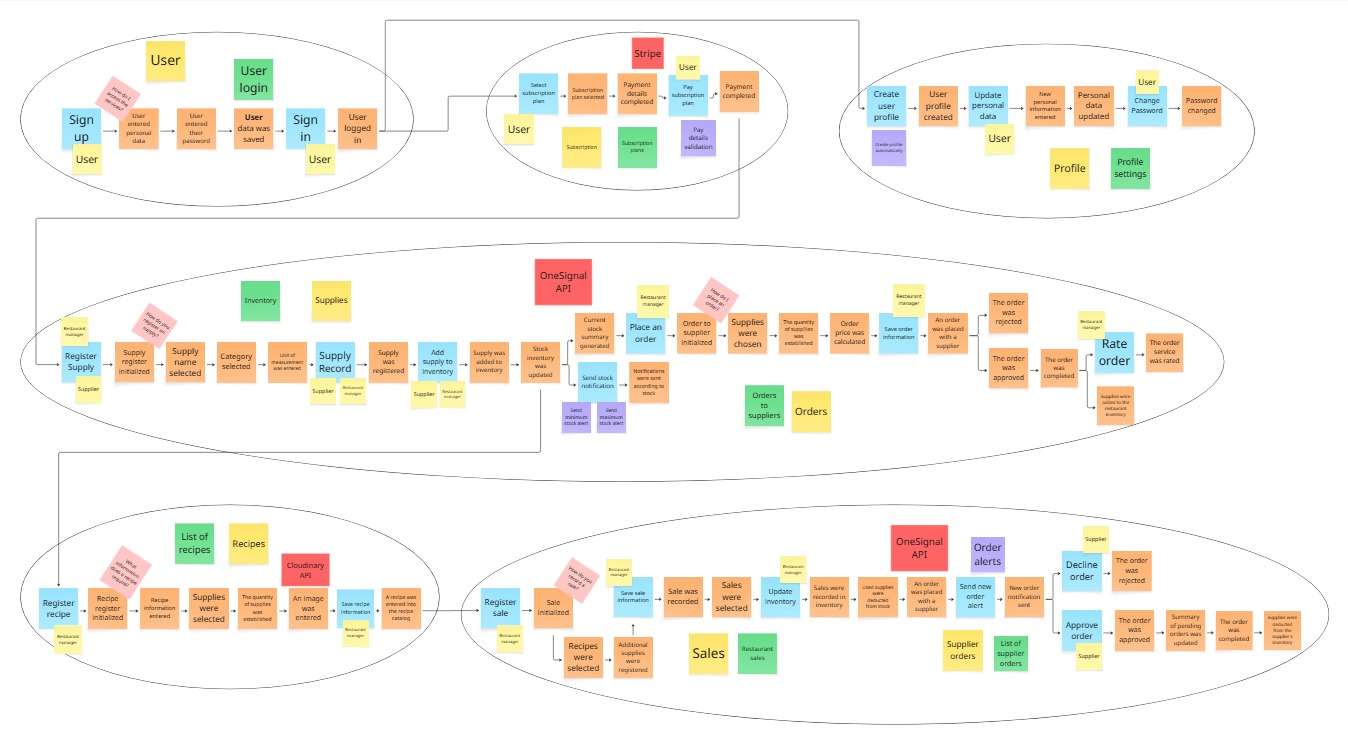 User
User
login
How do I
access the
services?
Sign
up
User
entered
personal
data
User
entered
their
password
User
data was
saved
Sign
in
User
logged
in
User
User
Stripe
User
Select
subscription
plan
Subscription
plan selected
Payment
details
completed
Pay
subscription
plan
Payment
completed
User
Subscription
Subscription
plans
Pay
details
validation
User
Create
user
profile
User
profile
created
Update
personal
data
New
personal
information
entered
Personal
data
updated
Change
Password
Password
changed
Create profile
automatically
User
Profile
Profile
settings
Inventory
Supplies
OneSignal
API
Restaurant
manager
How do you
register an
supply?
Register
Supply
Supply
register
initialized
Supply
name
selected
Category
selected
Unit of
measurement
was entered
Supply
Record
Supply
was
registered
Add
supply to
inventory
Supply was
added to
inventory
Stock
inventory
was
updated
Supplier
Supplier
Restaurant
manager
Supplier
Restaurant
manager
Restaurant
manager
How do I
place an
order?
Current
stock
summary
generated
Place an
order
Order to
supplier
initialized
Supplies
were
chosen
The quantity
of supplies
was
established
Order
price was
calculated
Restaurant
manager
Save order
information
An order
was placed
with a
supplier
The order
was
rejected
The order
was
approved
The order
was
completed
Restaurant
manager
Rate
order
The order
service
was rated
Supplies were
added to the
restaurant
inventory
Send stock
notification
Notifications
were sent
according to
stock
Send
minimum
stock alert
Send
maximum
stock alert
Orders
to
suppliers
Orders
List of
recipes
Recipes
Cloudinary
API
What
information
does a recipe
require?
Register
recipe
Recipe
register
initialized
Recipe
information
entered
Supplies
were
selected
The quantity
of supplies
was
established
An image
was
entered
Save recipe
information
A recipe was
entered into
the recipe
catalog
Restaurant
manager
Restaurant
manager
OneSignal
API
Order
alerts
How do you
record a
sale?
Restaurant
manager
Restaurant
manager
Register
sale
Sale
initialized
Save sale
information
Sale was
recorded
Sales
were
selected
Update
inventory
Sales were
recorded in
inventory
Used supplies
were
deducted
from stock
An order
was placed
with a
supplier
Send new
order
alert
New order
notification
sent
Supplier
Decline
order
The order
was
rejected
Approve
order
The order
was
approved
Summary
of pending
orders was
updated
The order
was
completed
Supplies were
deducted
from the
supplier's
inventory
Supplier
Restaurant
manager
Recipes
were
selected
Additional
supplies
were
registered
Sales
Restaurant
sales
Supplier
orders
List of
supplier
orders